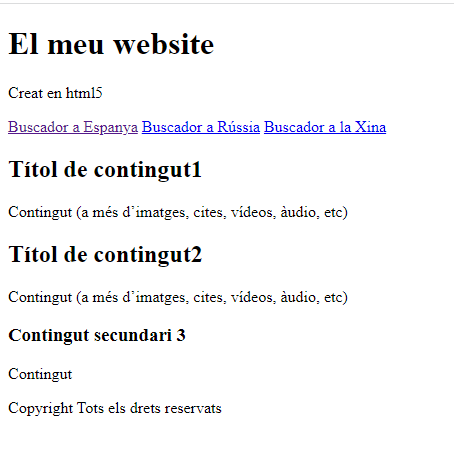 El meu website
Creat en html5
Buscador a Espanya Buscador a Rússia Buscador a la Xina
Títol de contingut1
Contingut (a més d’imatges, cites, vídeos, àudio, etc)
Títol de contingut2
Contingut (a més d’imatges, cites, vídeos, àudio, etc)
Contingut secundari 3
Contingut
Copyright Tots els drets reservats